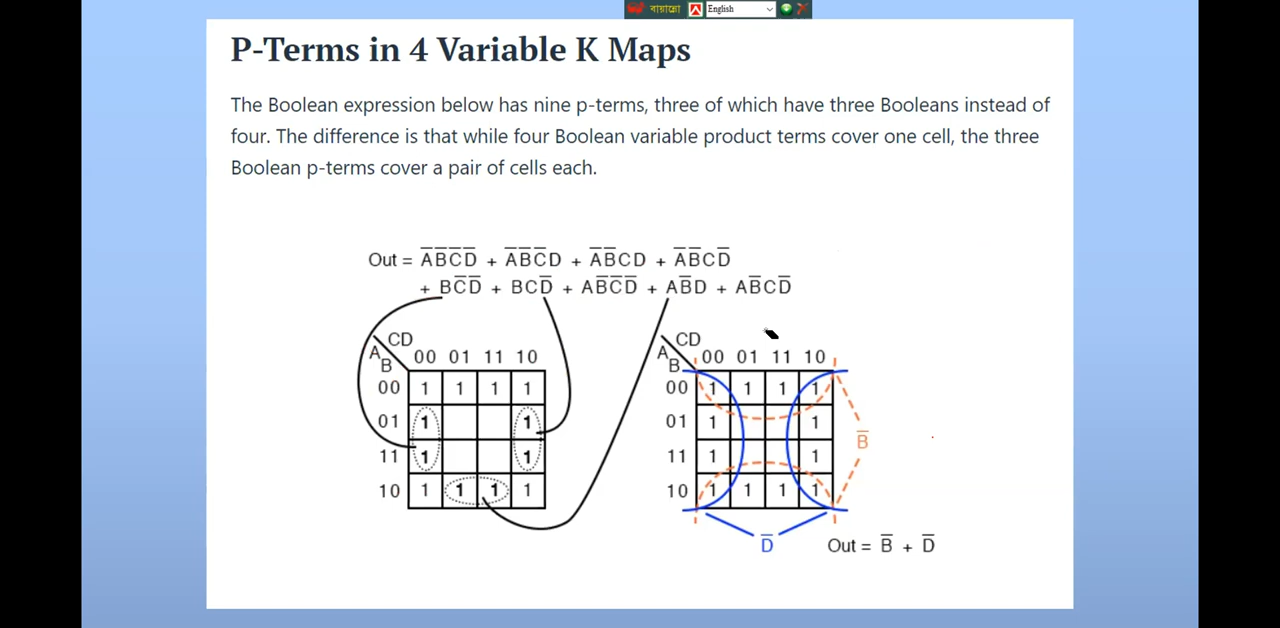 বায়ান্নো English
P-Terms in 4 Variable K Maps
The Boolean expression below has nine p-terms, three of which have three Booleans instead of
four. The difference is that while four Boolean variable product terms cover one cell, the three
Boolean p-terms cover a pair of cells each.
Out = A̅B̅C̅D̅ + A̅B̅C̅D + A̅B̅CD + A̅B̅CD̅
+ BC̅D̅ + BCD̅ + AB̅C̅D̅ + AB̅D + AB̅CD̅
CD
A
B
00 01 11 10
00 1 1 1 1
01 1 1
11 1 1
10 1 1 1 1
CD
A
B
00 01 11 10
00 1 1 1 1
01 1 1
11 1 1
10 1 1 1 1
B̅
D̅
Out = B̅ + D̅